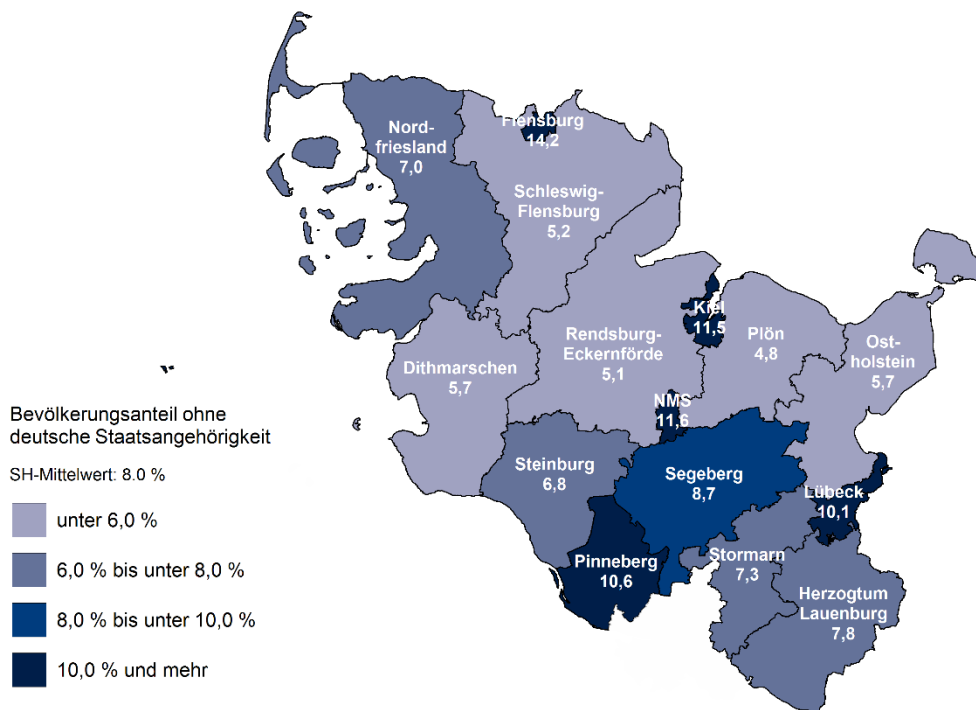 Flensburg
14,2
Nord-
friesland
7,0
Schleswig-
Flensburg
5,2
Kiel
11,5
Rendsburg-
Eckernförde
5,1
Plön
4,8
Ost-
holstein
5,7
Dithmarschen
5,7
NMS
11,6
Steinburg
6,8
Segeberg
8,7
Lübeck
10,1
Pinneberg
10,6
Stormarn
7,3
Herzogtum
Lauenburg
7,8
Bevölkerungsanteil ohne
deutsche Staatsangehörigkeit
SH-Mittelwert: 8.0 %
unter 6,0 %
6,0 % bis unter 8,0 %
8,0 % bis unter 10,0 %
10,0 % und mehr